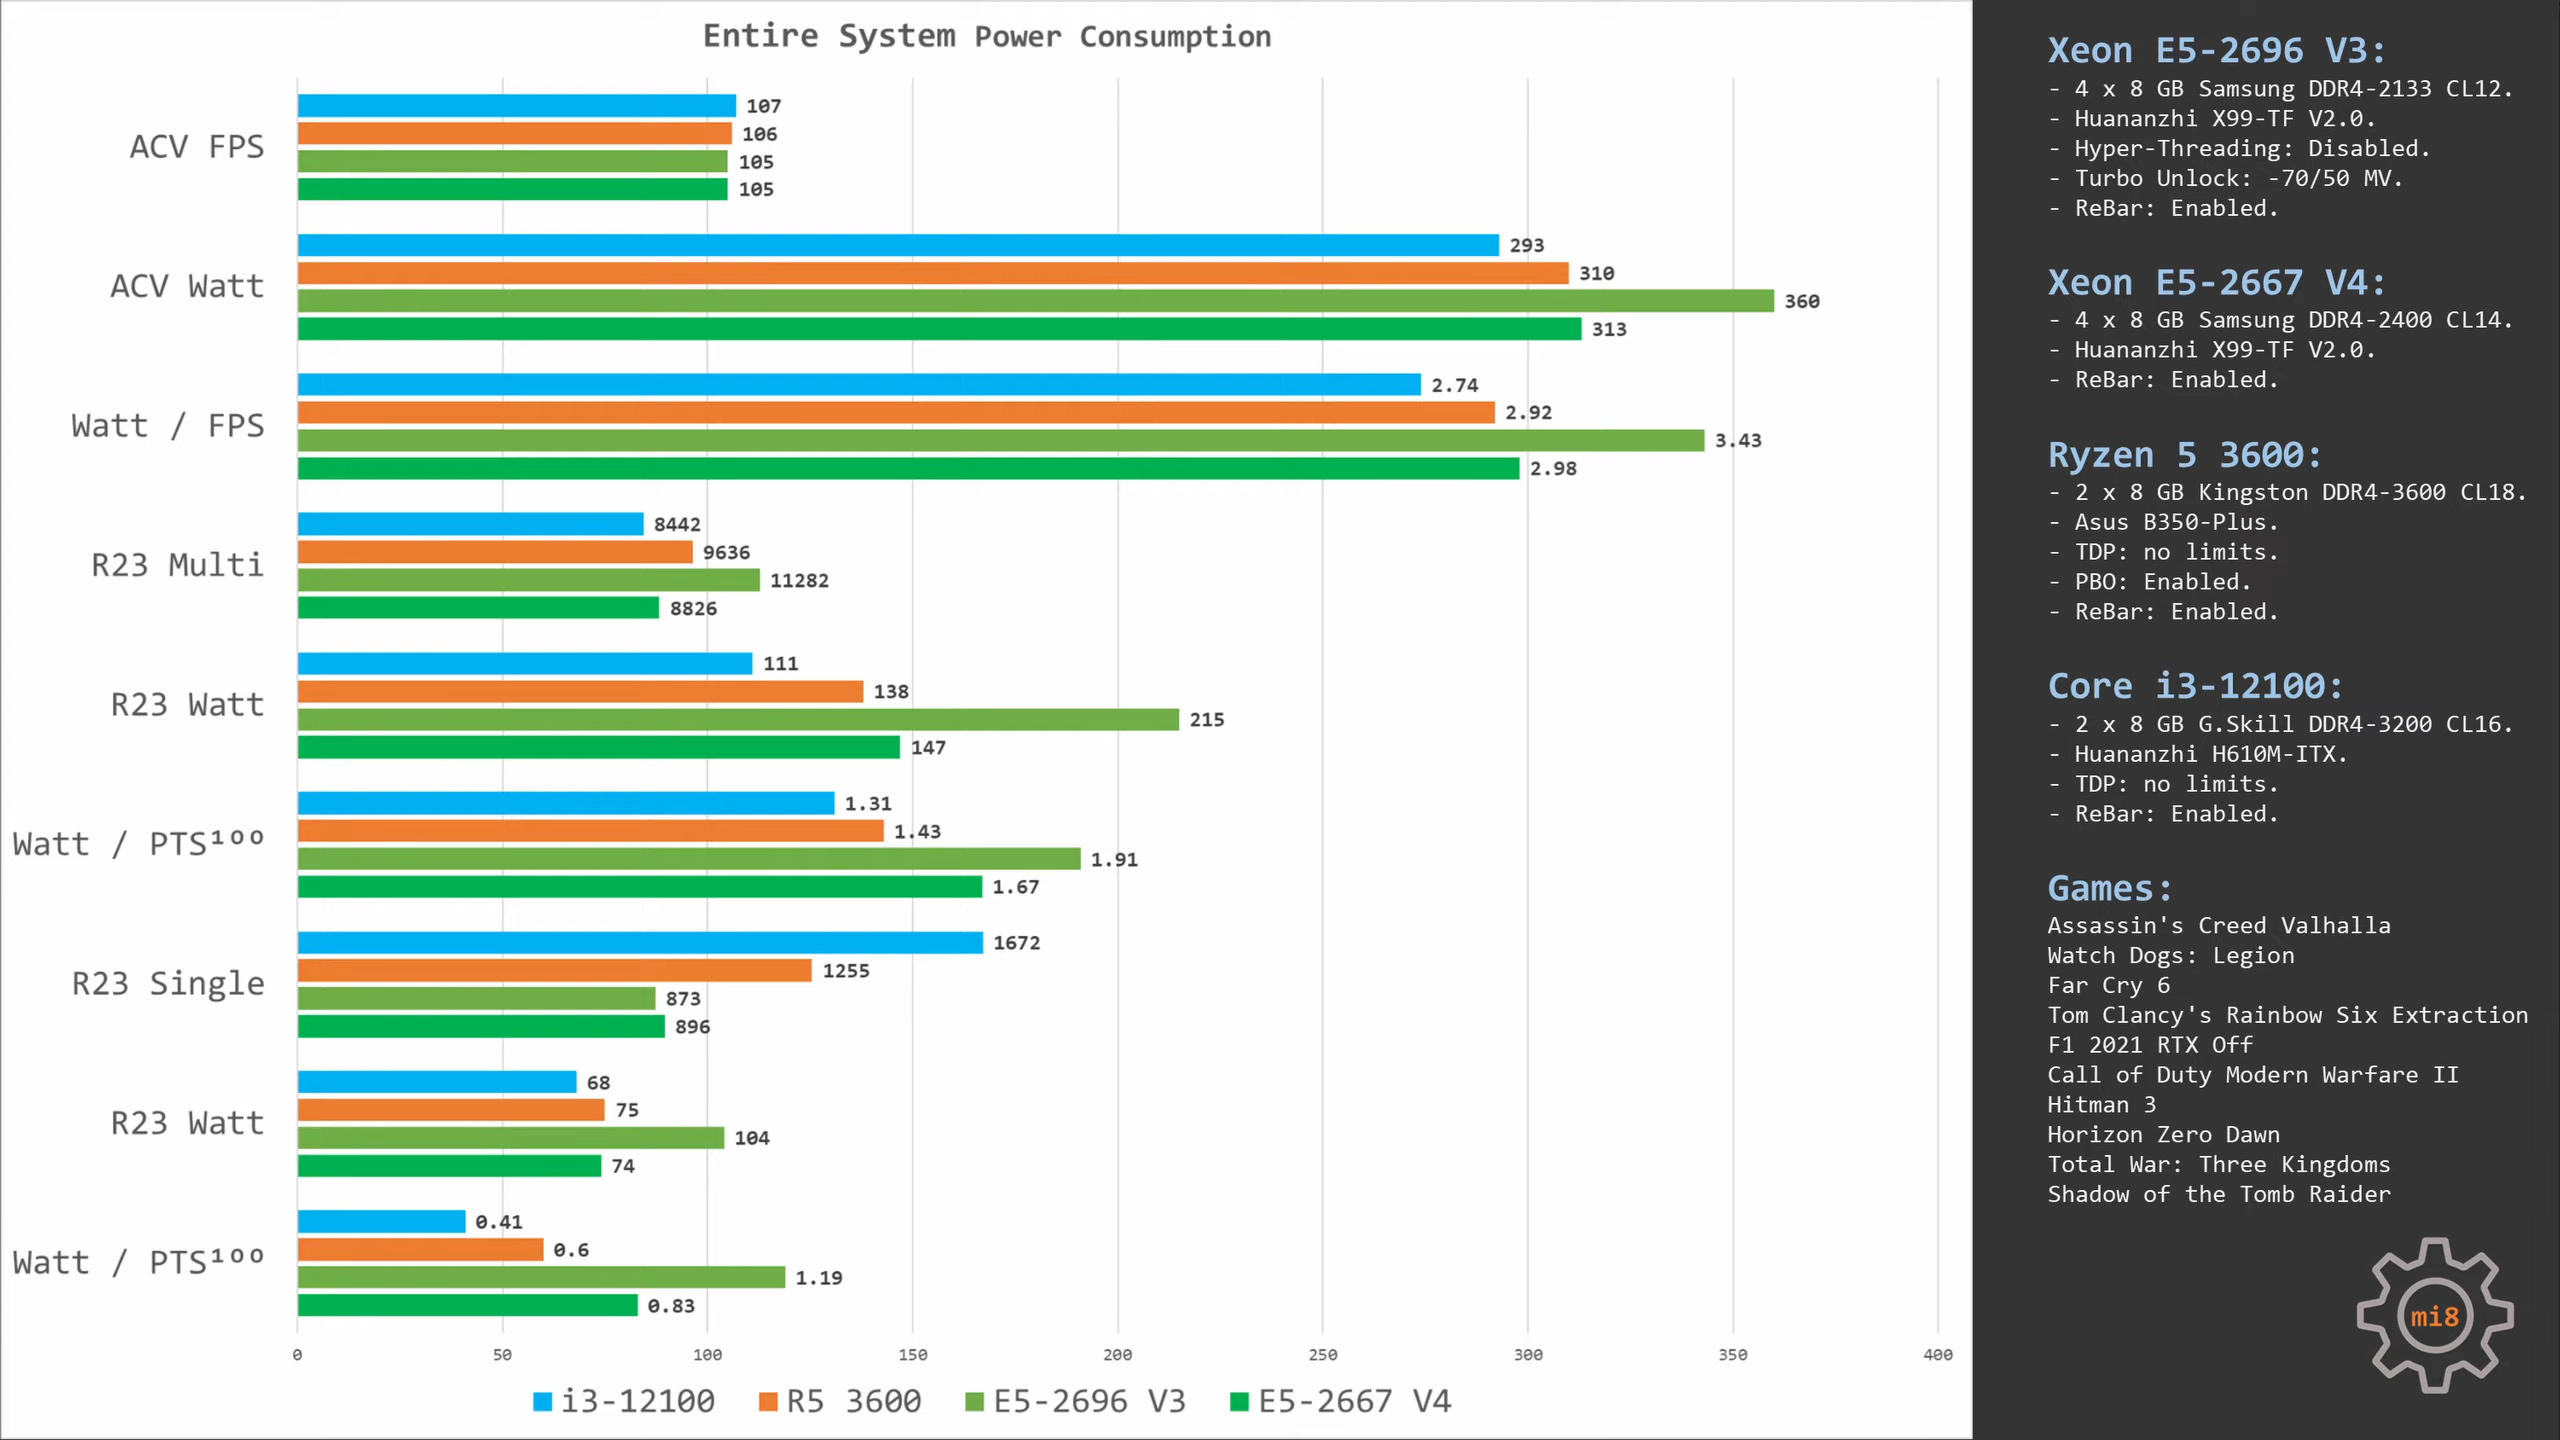 Entire System Power Consumption
ACV FPS
107
106
105
105
ACV Watt
293
310
360
313
Watt / FPS
2.74
2.92
3.43
2.98
R23 Multi
8442
9636
11282
8826
R23 Watt
111
138
215
147
Watt / PTS¹⁰⁰
1.31
1.43
1.91
1.67
R23 Single
1672
1255
873
896
R23 Watt
68
75
104
74
Watt / PTS¹⁰⁰
0.41
0.6
1.19
0.83
0 50 100 150 200 250 300 350 400
i3-12100 R5 3600 E5-2696 V3 E5-2667 V4
Xeon E5-2696 V3:
- 4 x 8 GB Samsung DDR4-2133 CL12.
- Huananzhi X99-TF V2.0.
- Hyper-Threading: Disabled.
- Turbo Unlock: -70/50 MV.
- ReBar: Enabled.
Xeon E5-2667 V4:
- 4 x 8 GB Samsung DDR4-2400 CL14.
- Huananzhi X99-TF V2.0.
- ReBar: Enabled.
Ryzen 5 3600:
- 2 x 8 GB Kingston DDR4-3600 CL18.
- Asus B350-Plus.
- TDP: no limits.
- PBO: Enabled.
- ReBar: Enabled.
Core i3-12100:
- 2 x 8 GB G.Skill DDR4-3200 CL16.
- Huananzhi H610M-ITX.
- TDP: no limits.
- ReBar: Enabled.
Games:
Assassin's Creed Valhalla
Watch Dogs: Legion
Far Cry 6
Tom Clancy's Rainbow Six Extraction
F1 2021 RTX Off
Call of Duty Modern Warfare II
Hitman 3
Horizon Zero Dawn
Total War: Three Kingdoms
Shadow of the Tomb Raider
mi8